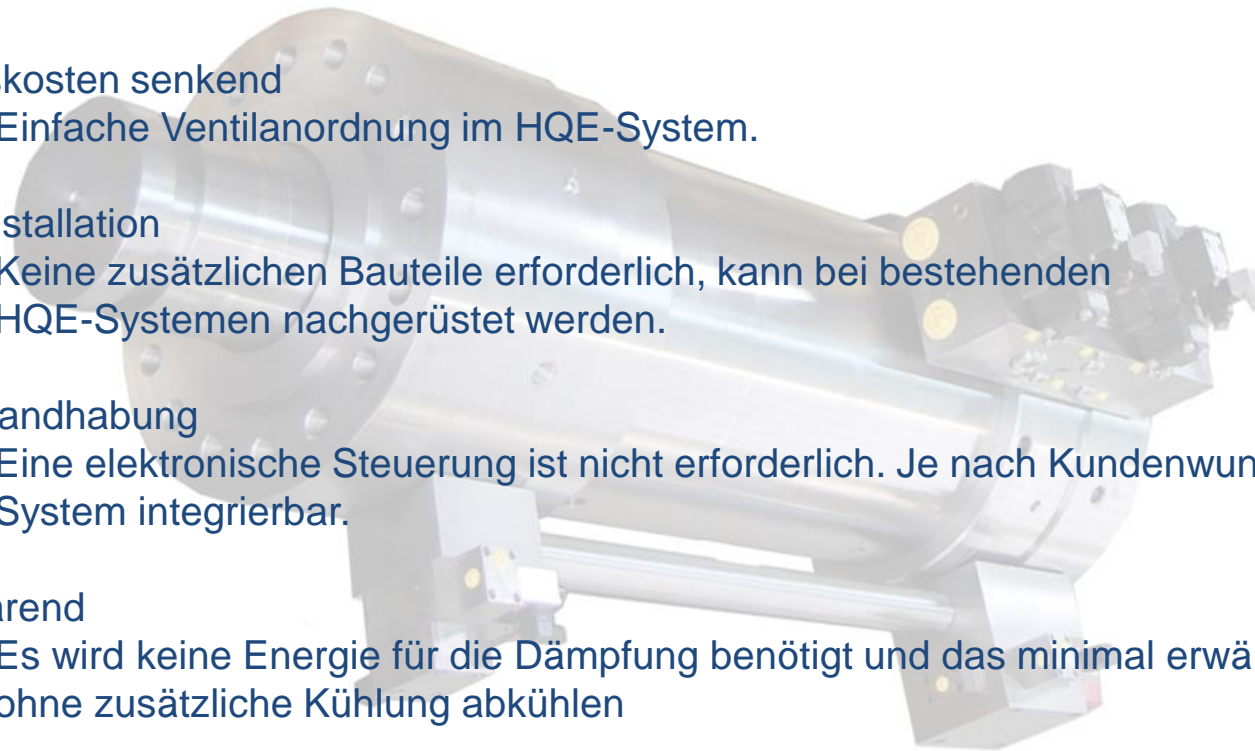 skosten senkend
Einfache Ventilanordnung im HQE-System.
stallation
Keine zusätzlichen Bauteile erforderlich, kann bei bestehenden
HQE-Systemen nachgerüstet werden.
andhabung
Eine elektronische Steuerung ist nicht erforderlich. Je nach Kundenwun
System integrierbar.
arend
Es wird keine Energie für die Dämpfung benötigt und das minimal erwä
ohne zusätzliche Kühlung abkühlen